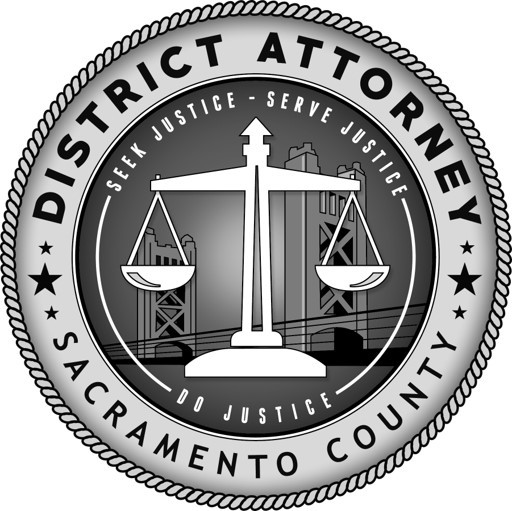 DISTRICT ATTORNEY
SEEK JUSTICE - SERVE JUSTICE
DO JUSTICE
SACRAMENTO COUNTY